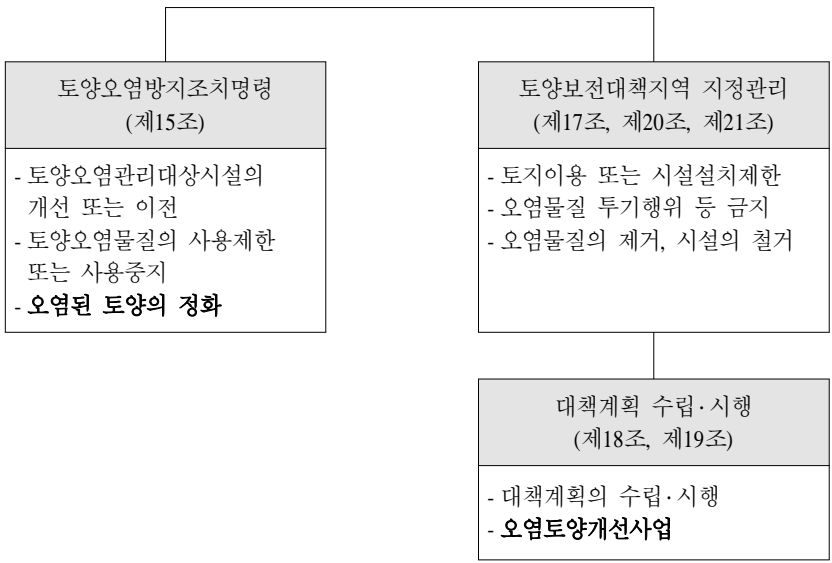 토양오염방지조치명령
(제15조)
- 토양오염관리대상시설의
개선 또는 이전
- 토양오염물질의 사용제한
또는 사용중지
- 오염된 토양의 정화
토양보전대책지역 지정관리
(제17조, 제20조, 제21조)
- 토지이용 또는 시설설치제한
- 오염물질 투기행위 등 금지
- 오염물질의 제거, 시설의 철거
대책계획 수립·시행
(제18조, 제19조)
- 대책계획의 수립·시행
- 오염토양개선사업